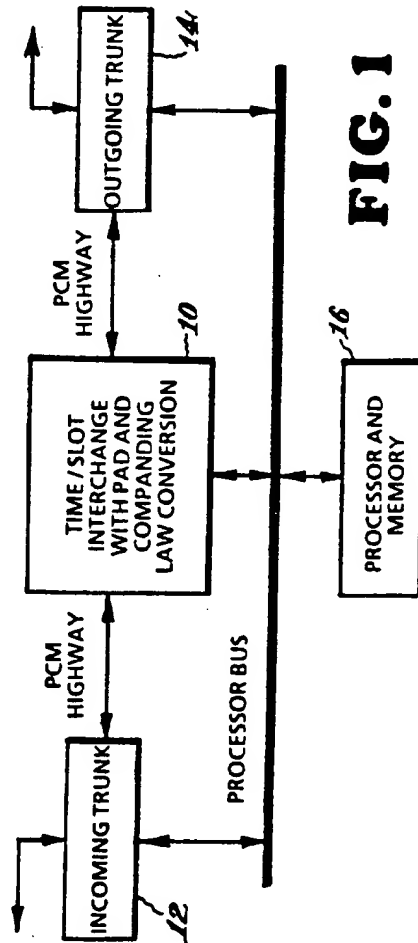 PCM
HIGHWAY
PCM
HIGHWAY
INCOMING TRUNK
12
TIME / SLOT
INTERCHANGE
WITH PAD AND
COMPANDING
LAW CONVERSION
10
OUTGOING TRUNK
14
PROCESSOR BUS
PROCESSOR AND
MEMORY
16
FIG. 1